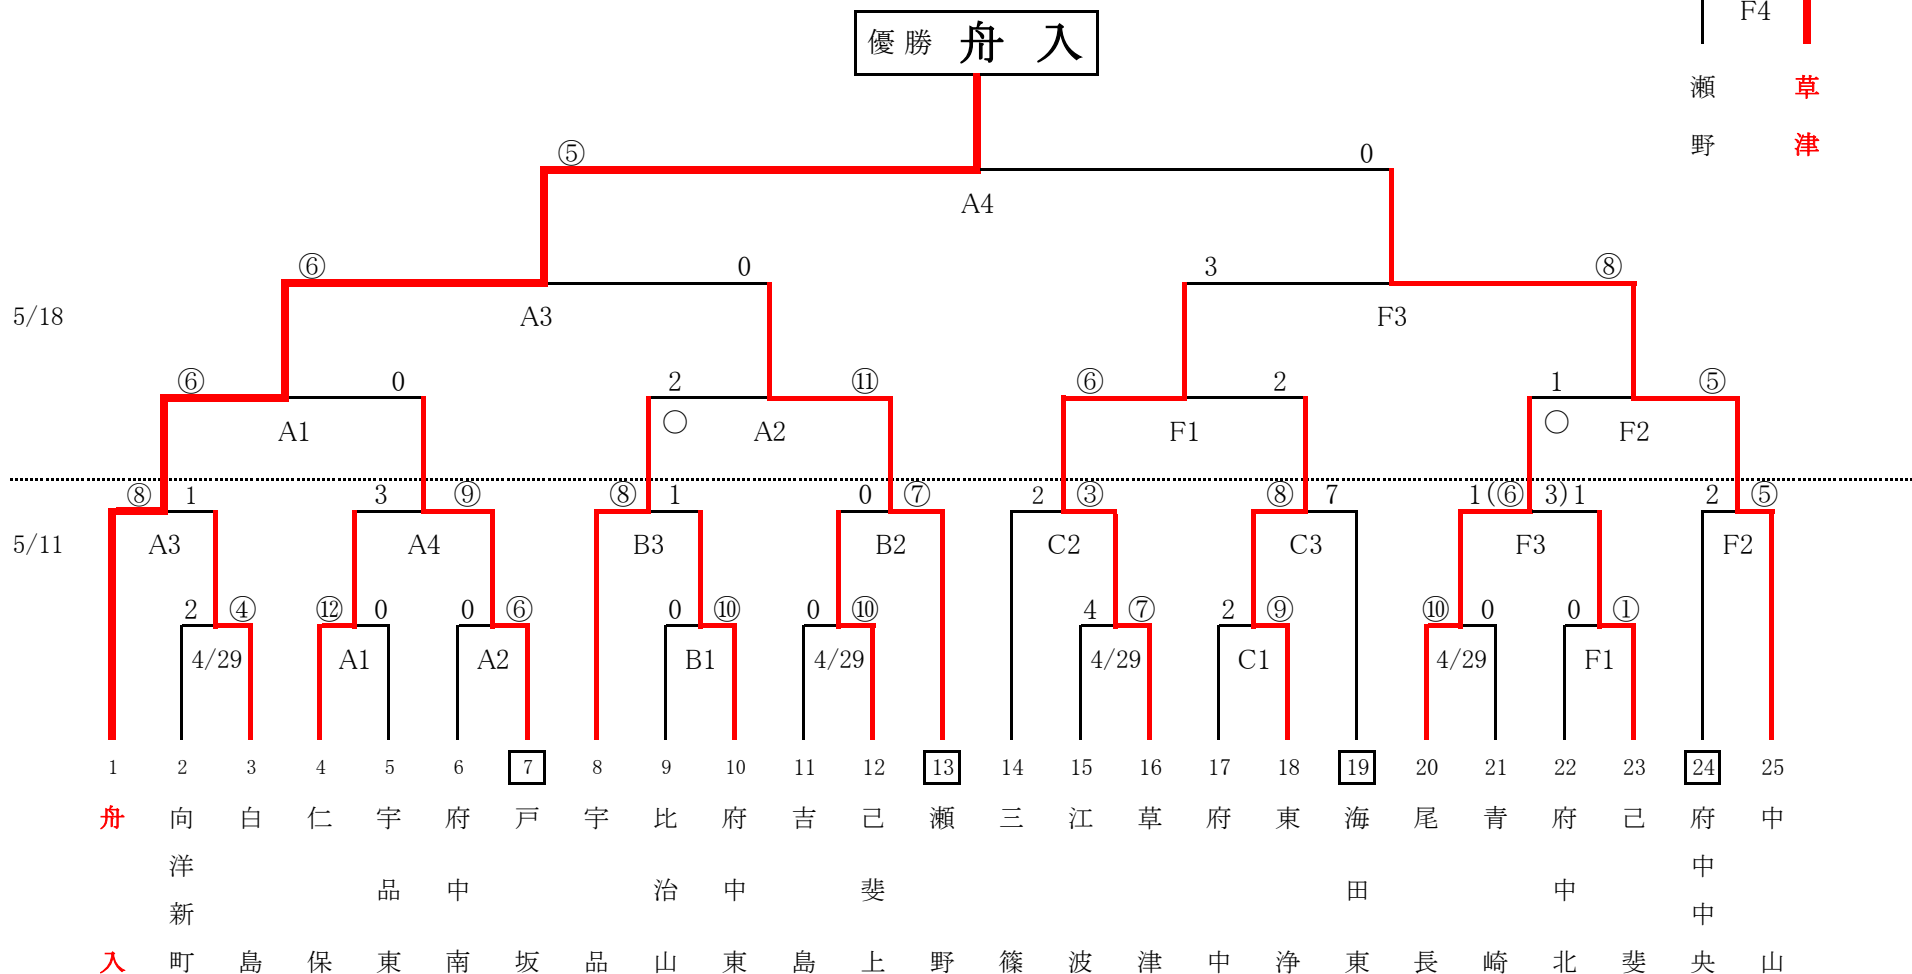 F4
優勝 舟 入
瀬野 草津
⑤ 0
A4
⑥ 0 3 ⑧
5/18 A3 F3
⑥ 0 2 ⑪ ⑥ 2 1 ⑤
A1 ○ A2 F1 ○ F2
⑧ 1 3 ⑨ ⑧ 1 0 ⑦ 2 ③ ⑧ 7 1(⑥ 3)1 2 ⑤
5/11 A3 A4 B3 B2 C2 C3 F3 F2
2 ④ ⑫ 0 0 ⑥ 0 ⑩ 0 ⑩ 4 ⑦ 2 ⑨ ⑩ 0 0 ①
4/29 A1 A2 B1 4/29 4/29 C1 4/29 F1
1 2 3 4 5 6 7 8 9 10 11 12 13 14 15 16 17 18 19 20 21 22 23 24 25
舟入
向洋新町
白島
仁保
宇品東
府中南
戸坂
宇品
比治山
府中東
吉島
己斐上
瀬野
三篠
江波
草津
府中
東浄
海田東
尾長
青崎
府中北
己斐
府中中央
中山